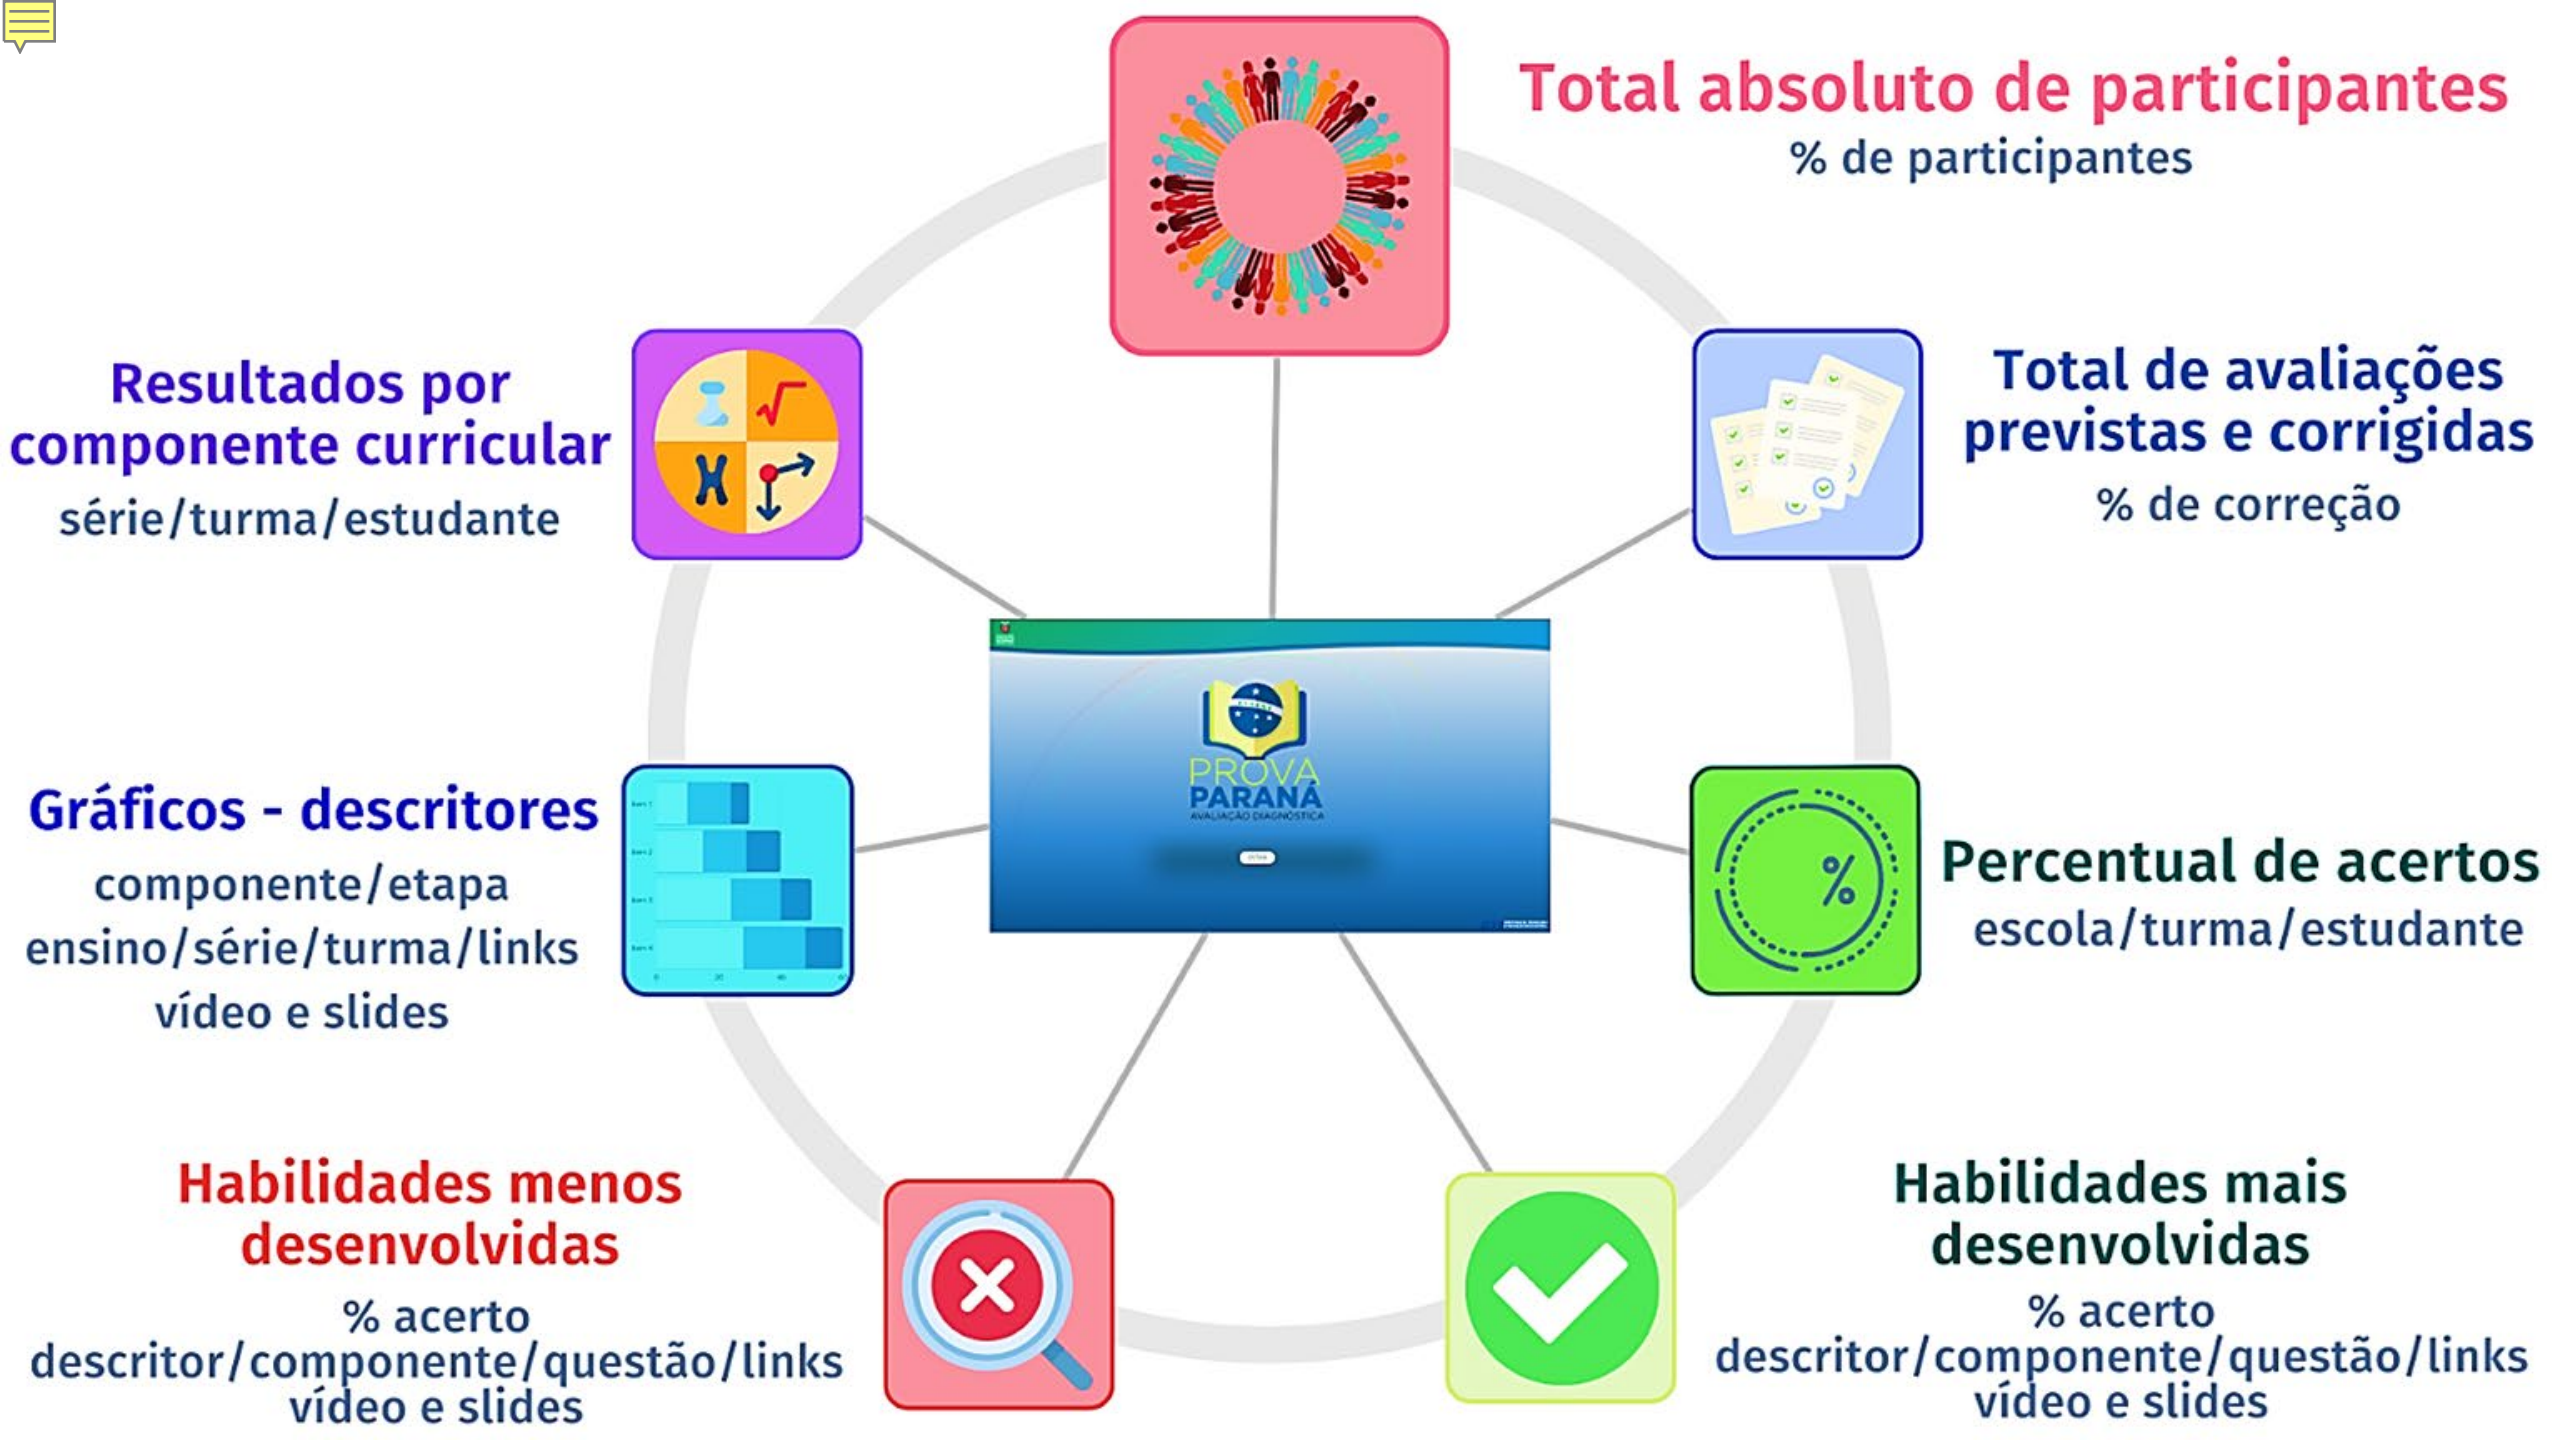 Total absoluto de participantes
% de participantes
Resultados por
componente curricular
série/turma/estudante
Total de avaliações
previstas e corrigidas
% de correção
PROVA
PARANÁ
AVALIAÇÃO DIAGNÓSTICA
Gráficos - descritores
componente/etapa
ensino/série/turma/links
vídeo e slides
%
Percentual de acertos
escola/turma/estudante
Habilidades menos
desenvolvidas
% acerto
descritor/componente/questão/links
vídeo e slides
Habilidades mais
desenvolvidas
% acerto
descritor/componente/questão/links
vídeo e slides